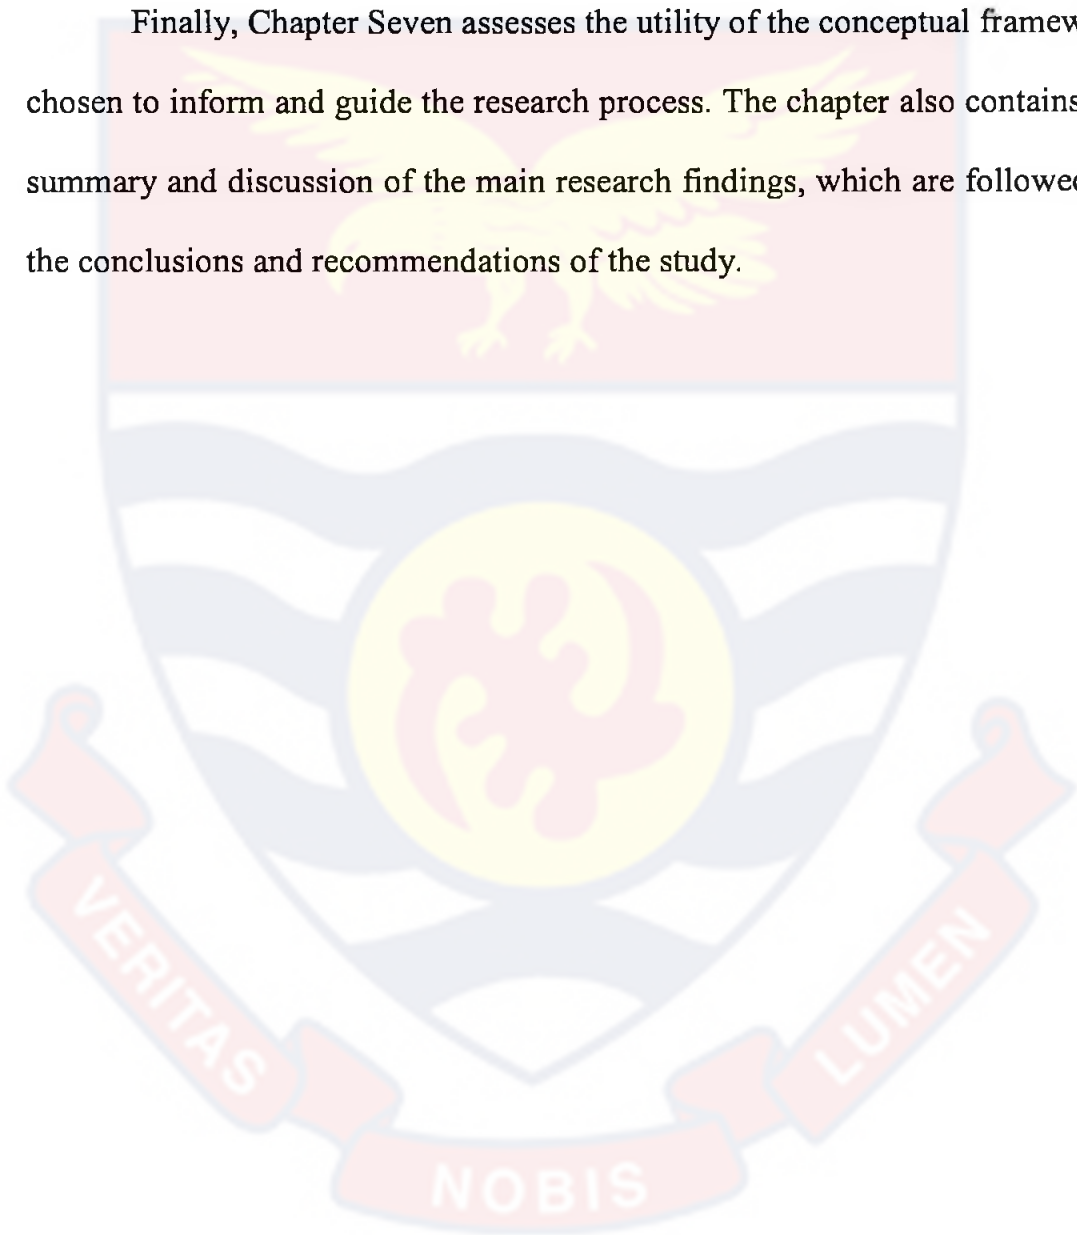 Finally, Chapter Seven assesses the utility of the conceptual framew
chosen to inform and guide the research process. The chapter also contains
summary and discussion of the main research findings, which are followed
the conclusions and recommendations of the study.
VERITAS
NOBIS
LUMEN